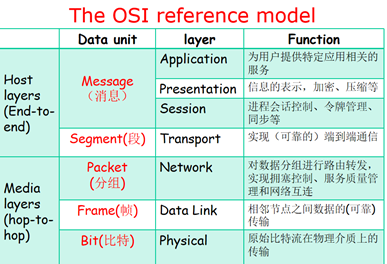 The OSI reference model
Data unit layer Function
Host
layers
(End-to-
end)
Message
(消息)
Application
为用户提供特定应用相关的
服务
Presentation
信息的表示，加密、压缩等
Session
进程会话控制、令牌管理、
同步等
Segment(段)
Transport
实现（可靠的）端到端通信
Media
layers
(hop-to-
hop)
Packet
(分组)
Network
对数据分组进行路由转发，
实现拥塞控制、服务质量
管理和网络互连
Frame(帧)
Data Link
相邻节点之间数据的(可靠)
传输
Bit(比特)
Physical
原始比特流在物理介质上的
传输